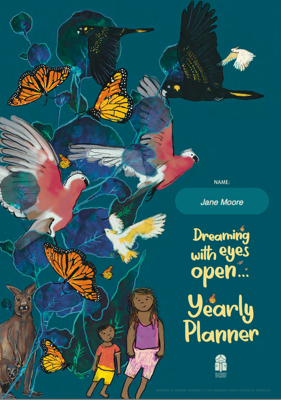 NAME:
Jane Moore
Dreaming
with eyes
open...
Yearly
Planner